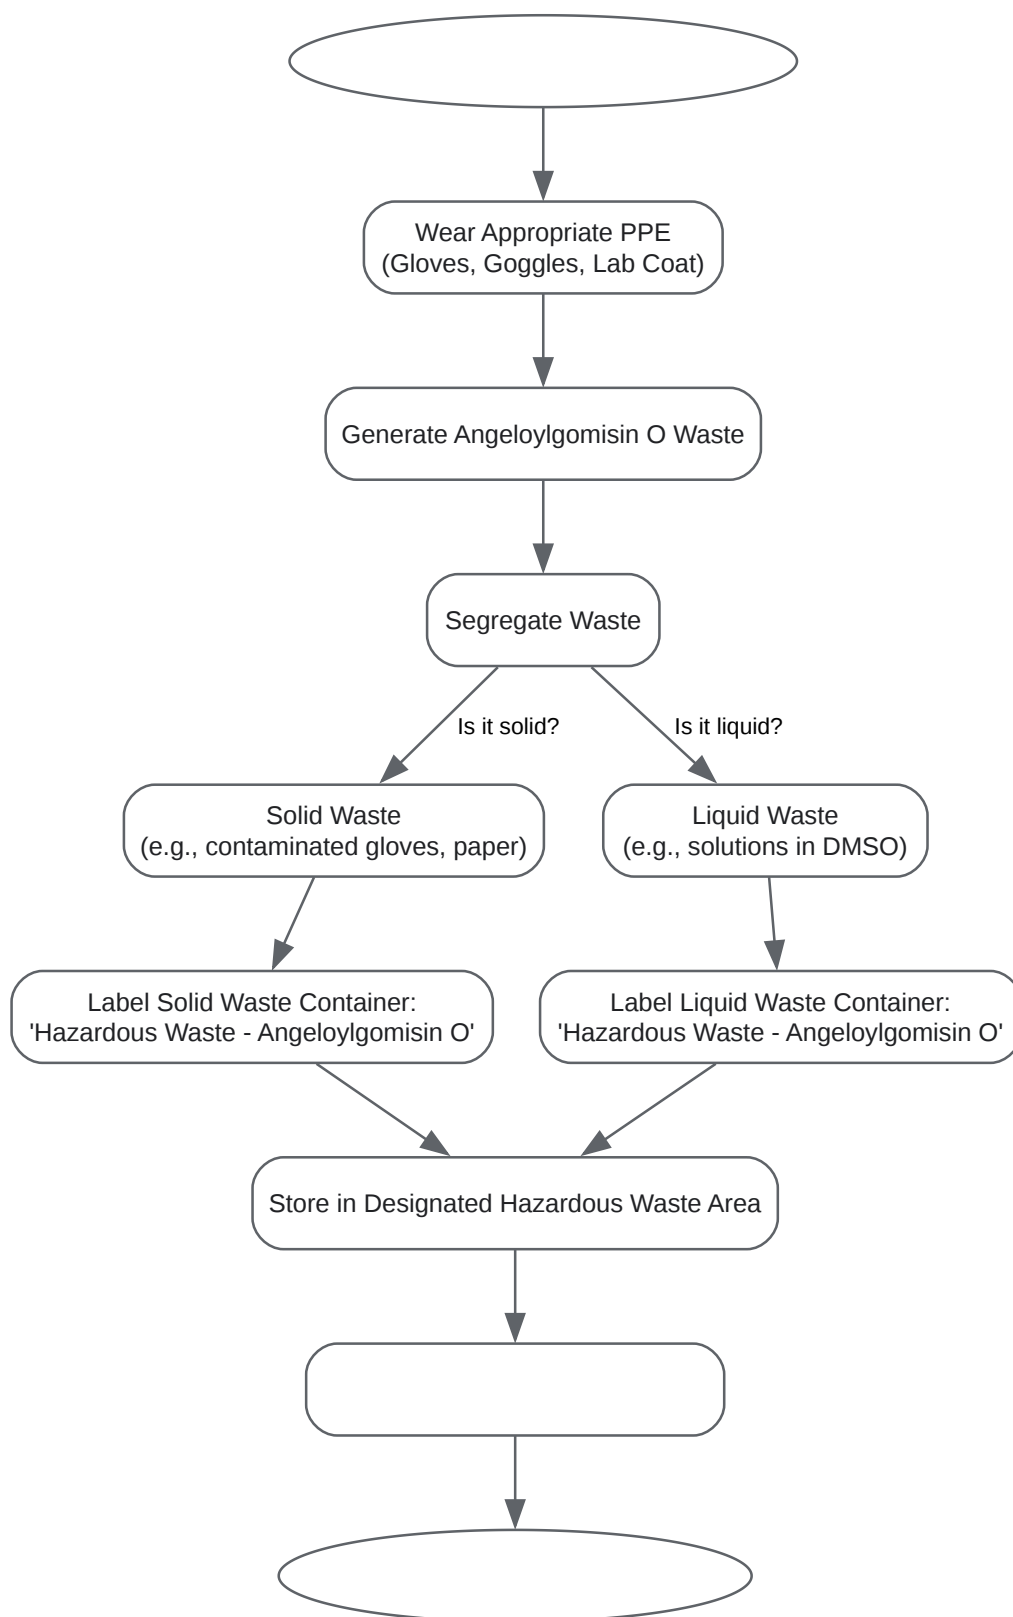 Wear Appropriate PPE
(Gloves, Goggles, Lab Coat)
Generate Angeloylgomisin O Waste
Segregate Waste
Is it solid?
Is it liquid?
Solid Waste
(e.g., contaminated gloves, paper)
Liquid Waste
(e.g., solutions in DMSO)
Label Solid Waste Container:
'Hazardous Waste - Angeloylgomisin O'
Label Liquid Waste Container:
'Hazardous Waste - Angeloylgomisin O'
Store in Designated Hazardous Waste Area